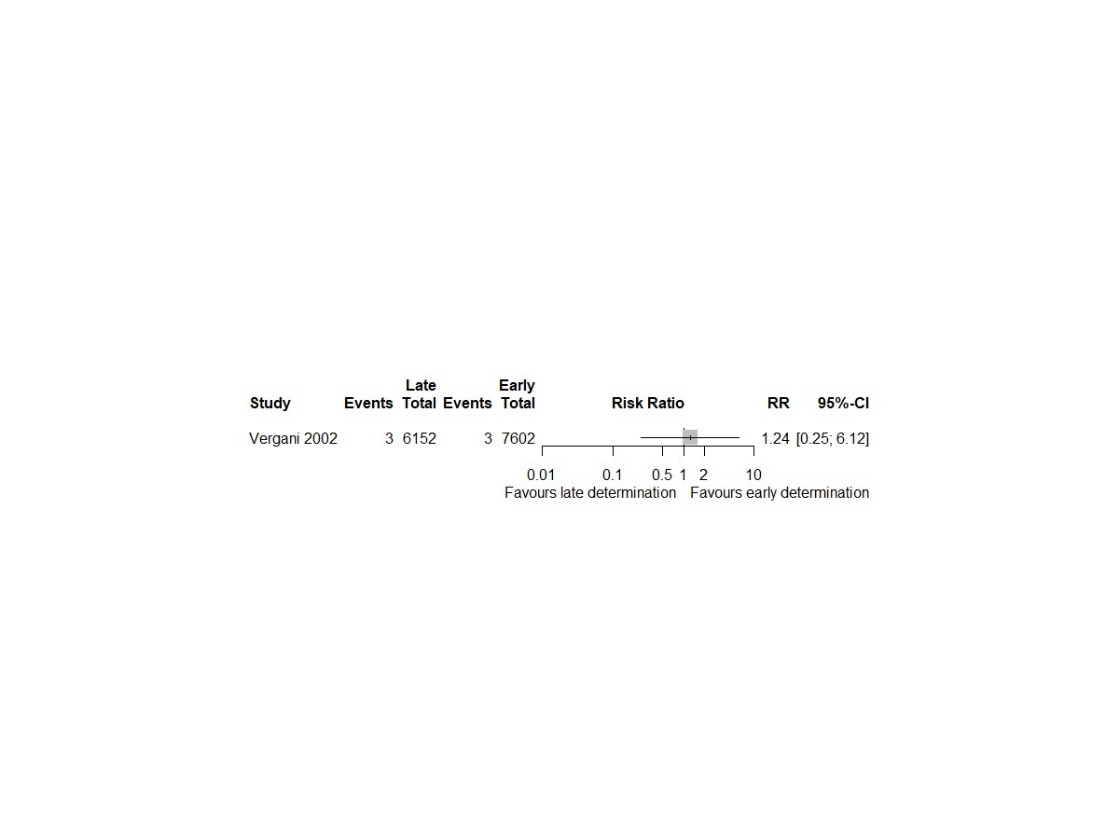 Late Early
Study Events Total Events Total Risk Ratio RR 95%-CI
Vergani 2002 3 6152 3 7602 1.24 [0.25; 6.12]
0.01 0.1 0.5 1 2 10
Favours late determination Favours early determination